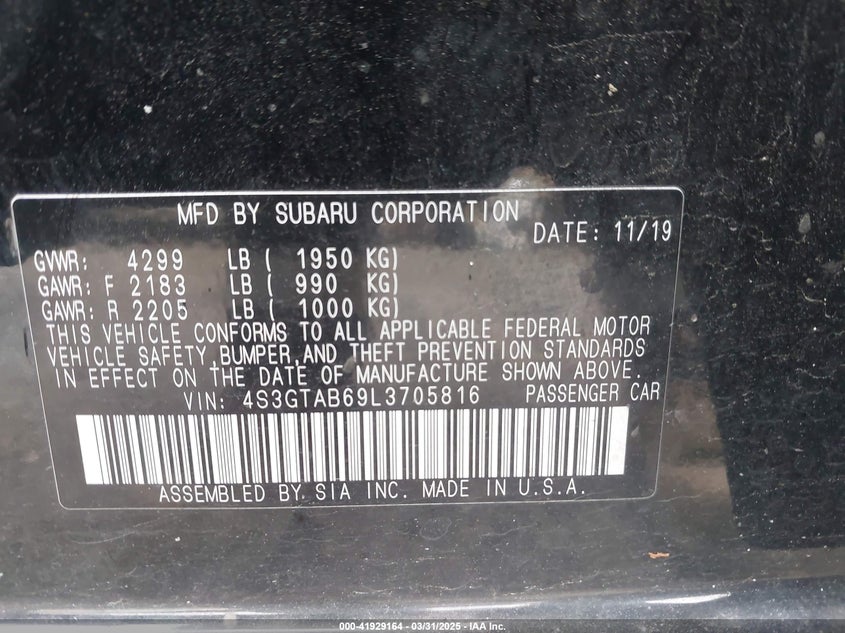 MFD BY SUBARU CORPORATION
DATE: 11/19
GVWR: 4299 LB ( 1950 KG)
GAWR: F 2183 LB ( 990 KG)
GAWR: R 2205 LB ( 1000 KG)
THIS VEHICLE CONFORMS TO ALL APPLICABLE FEDERAL MOTOR
VEHICLE SAFETY,BUMPER,AND THEFT PREVENTION STANDARDS
IN EFFECT ON THE DATE OF MANUFACTURE SHOWN ABOVE.
VIN: 4S3GTAB69L3705816 PASSENGER CAR
ASSEMBLED BY SIA INC. MADE IN U.S.A.
000-41929164 - 03/31/2025 - IAA Inc.